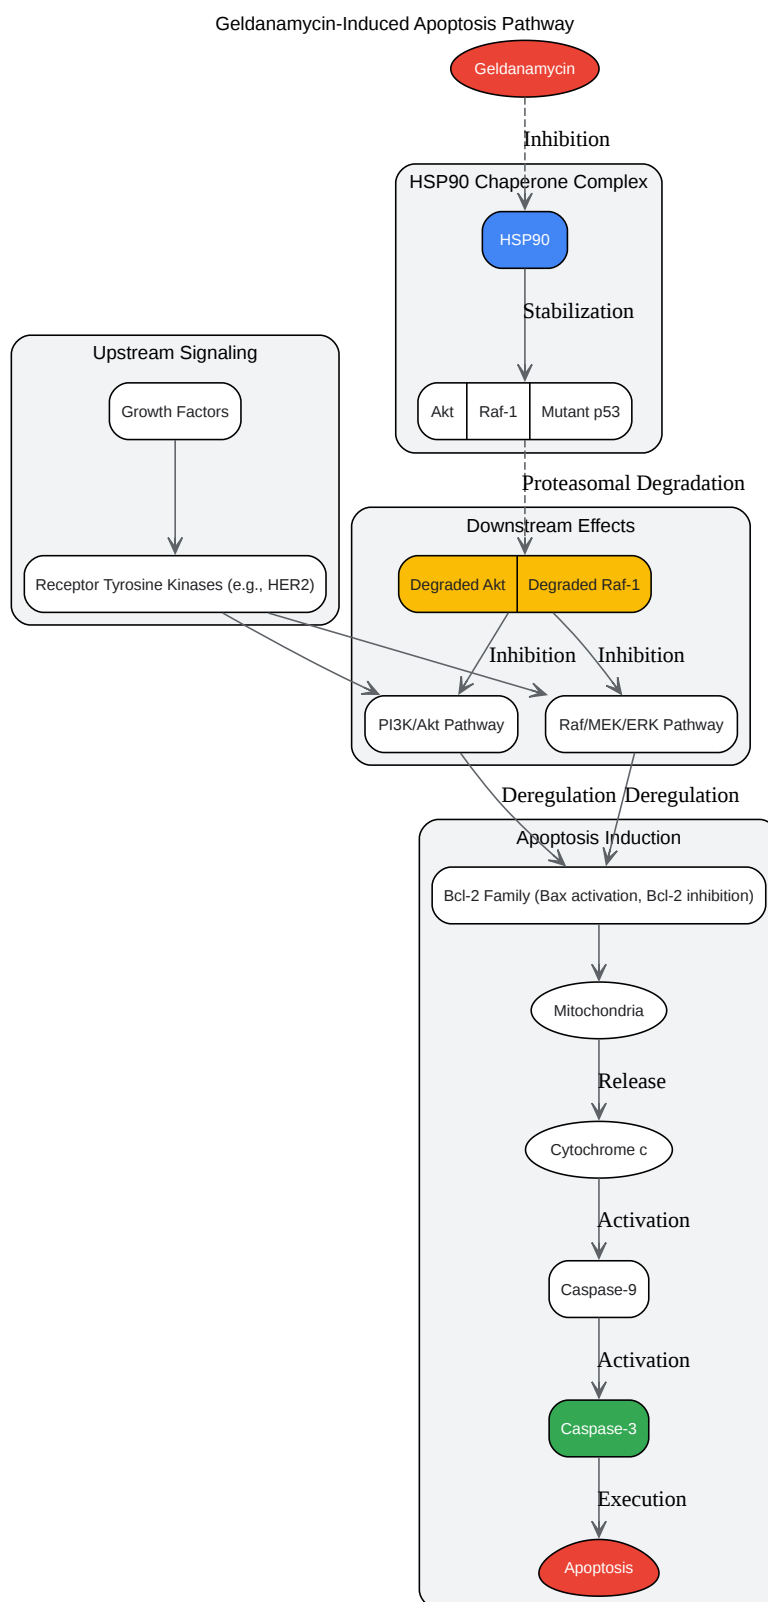 Geldanamycin-Induced Apoptosis Pathway
Geldanamycin
Inhibition
HSP90 Chaperone Complex
HSP90
Stabilization
Akt
Raf-1
Mutant p53
Upstream Signaling
Growth Factors
Receptor Tyrosine Kinases (e.g., HER2)
Proteasomal Degradation
Downstream Effects
Degraded Akt
Degraded Raf-1
Inhibition
Inhibition
PI3K/Akt Pathway
Raf/MEK/ERK Pathway
Deregulation
Deregulation
Apoptosis Induction
Bcl-2 Family (Bax activation, Bcl-2 inhibition)
Mitochondria
Release
Cytochrome c
Activation
Caspase-9
Activation
Caspase-3
Execution
Apoptosis